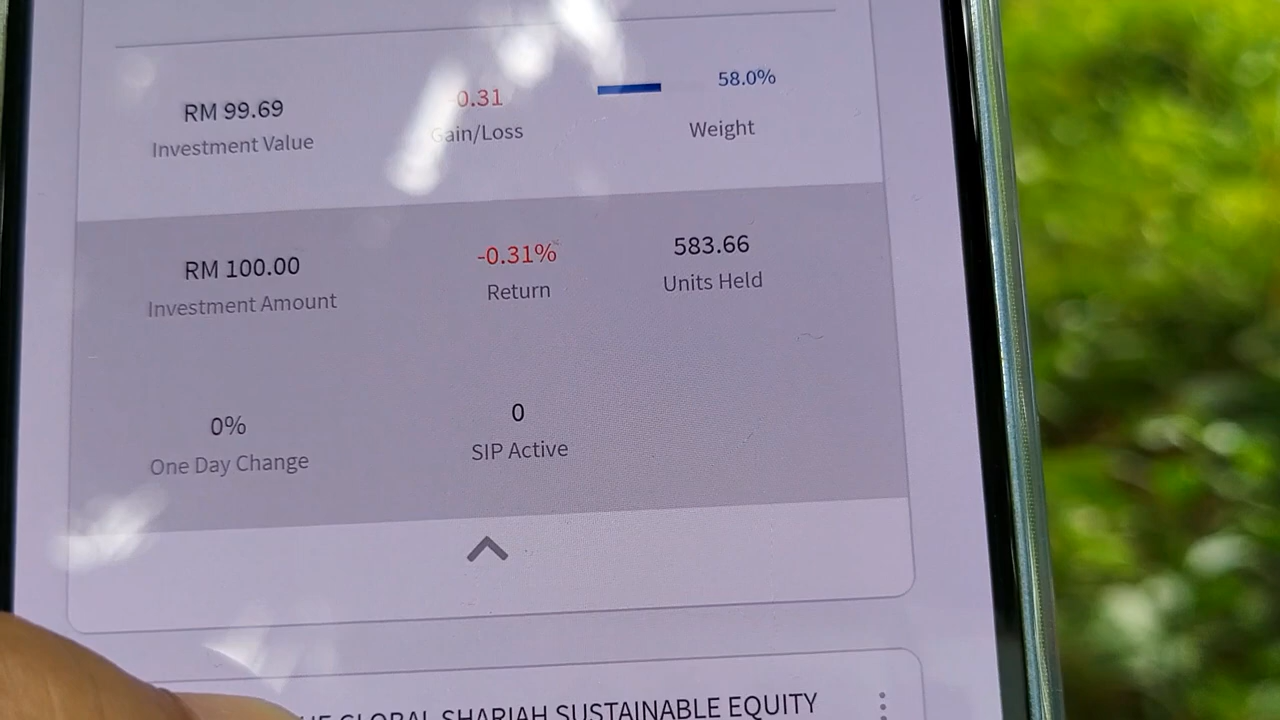 RM 99.69
Investment Value
-0.31
Gain/Loss
58.0%
Weight
RM 100.00
Investment Amount
-0.31%
Return
583.66
Units Held
0%
One Day Change
0
SIP Active
GLOBAL SHARIAH SUSTAINABLE EQUITY